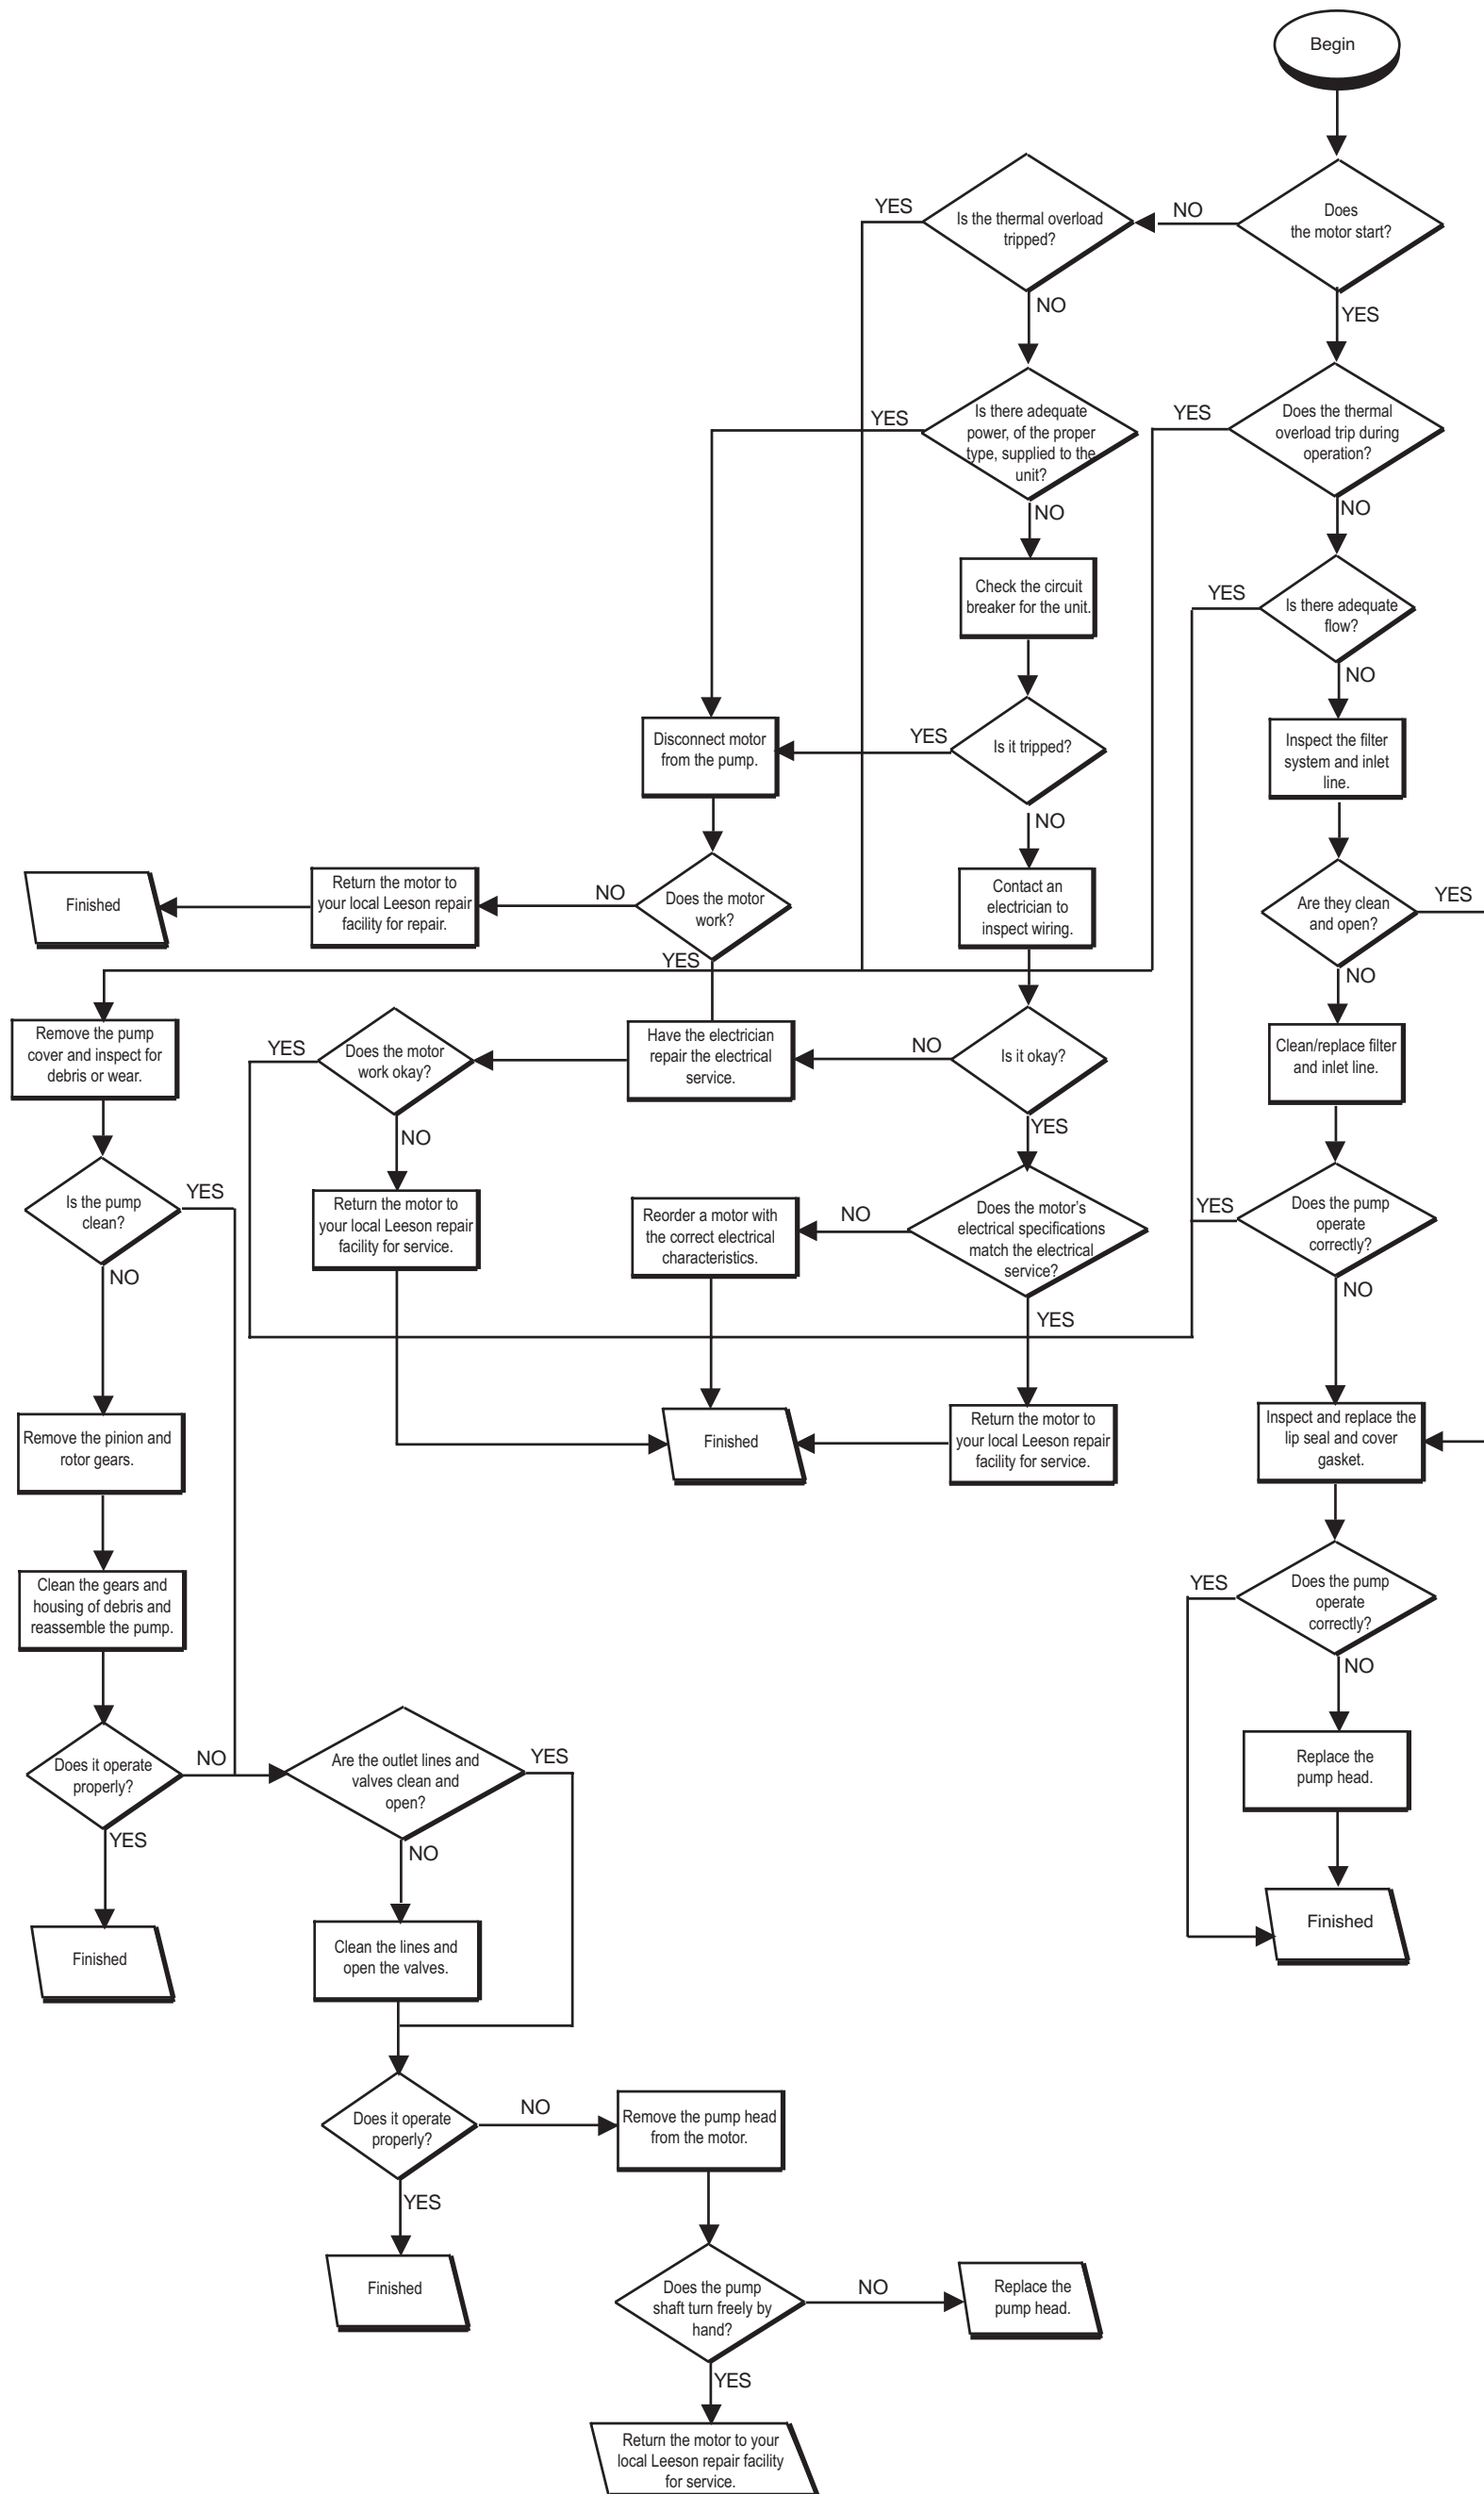 Begin
Does
the motor start?
NO
YES
Is the thermal overload
tripped?
YES
NO
Is there adequate
power, of the proper
type, supplied to the
unit?
YES
NO
Does the thermal
overload trip during
operation?
YES
NO
Check the circuit
breaker for the unit.
Is there adequate
flow?
YES
NO
Disconnect motor
from the pump.
Is it tripped?
YES
NO
Inspect the filter
system and inlet
line.
Finished
Return the motor to
your local Leeson repair
facility for repair.
NO
Does the motor
work?
YES
Contact an
electrician to
inspect wiring.
Are they clean
and open?
YES
NO
Remove the pump
cover and inspect for
debris or wear.
YES
Does the motor
work okay?
NO
Have the electrician
repair the electrical
service.
NO
Is it okay?
YES
Clean/replace filter
and inlet line.
Is the pump
clean?
YES
NO
Return the motor to
your local Leeson repair
facility for service.
Reorder a motor with
the correct electrical
characteristics.
NO
Does the motor's
electrical specifications
match the electrical
service?
YES
YES
Does the pump
operate
correctly?
NO
Remove the pinion and
rotor gears.
Finished
Return the motor to
your local Leeson repair
facility for service.
Inspect and replace the
lip seal and cover
gasket.
Clean the gears and
housing of debris and
reassemble the pump.
YES
Does the pump
operate
correctly?
NO
Does it operate
properly?
NO
YES
Are the outlet lines and
valves clean and
open?
YES
NO
Replace the
pump head.
Finished
Clean the lines and
open the valves.
Finished
Does it operate
properly?
NO
YES
Remove the pump head
from the motor.
Finished
Does the pump
shaft turn freely by
hand?
NO
YES
Replace the
pump head.
Return the motor to your
local Leeson repair facility
for service.